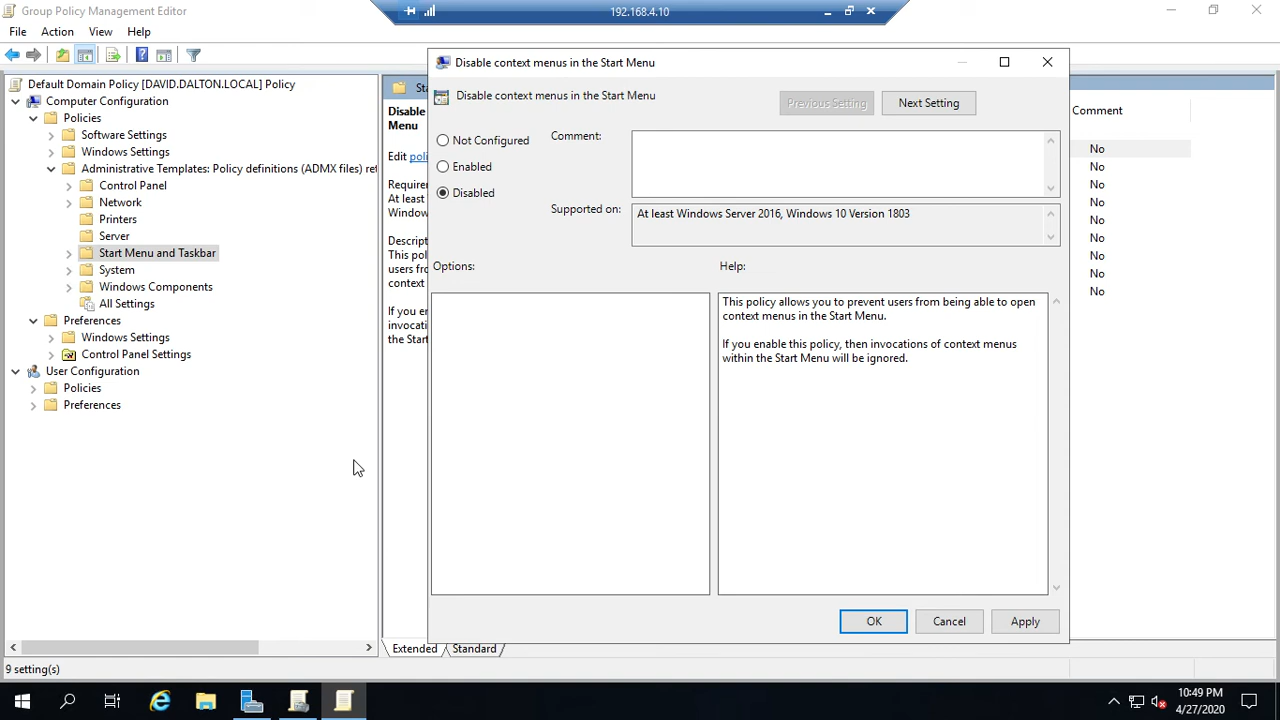 Group Policy Management Editor
192.168.4.10
File Action View Help
Default Domain Policy [DAVID.DALTON.LOCAL] Policy
Computer Configuration
Policies
Software Settings
Windows Settings
Administrative Templates: Policy definitions (ADMX files) ret
Control Panel
Network
Printers
Server
Start Menu and Taskbar
System
Windows Components
All Settings
Preferences
Windows Settings
Control Panel Settings
User Configuration
Policies
Preferences
Sta
Disable
Menu
Edit poli
Require
At least
Window
Descript
This pol
users fro
context
If you en
invocati
the Start
Disable context menus in the Start Menu
Disable context menus in the Start Menu
Previous Setting
Next Setting
Not Configured
Enabled
Disabled
Comment:
Supported on:
At least Windows Server 2016, Windows 10 Version 1803
Options:
Help:
This policy allows you to prevent users from being able to open
context menus in the Start Menu.
If you enable this policy, then invocations of context menus
within the Start Menu will be ignored.
OK
Cancel
Apply
Comment
No
No
No
No
No
No
No
No
No
Extended
Standard
9 setting(s)
10:49 PM
4/27/2020